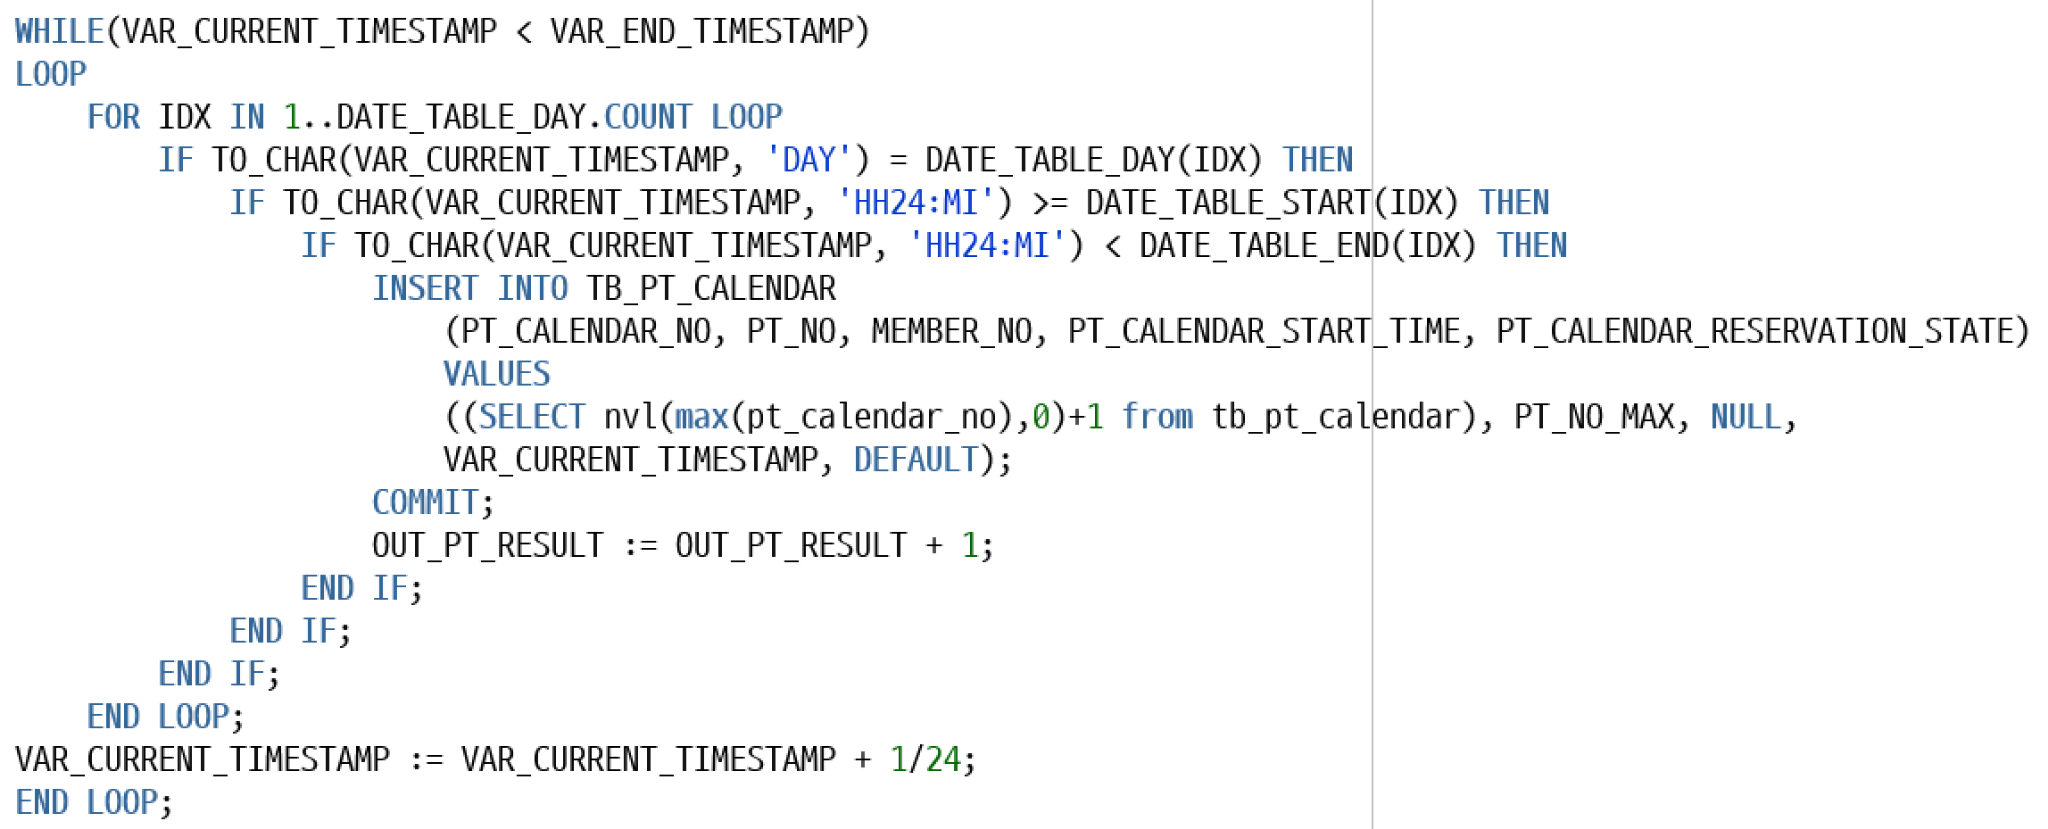 WHILE(VAR_CURRENT_TIMESTAMP < VAR_END_TIMESTAMP)
LOOP
    FOR IDX IN 1..DATE_TABLE_DAY.COUNT LOOP
        IF TO_CHAR(VAR_CURRENT_TIMESTAMP, 'DAY') = DATE_TABLE_DAY(IDX) THEN
            IF TO_CHAR(VAR_CURRENT_TIMESTAMP, 'HH24:MI') >= DATE_TABLE_START(IDX) THEN
                IF TO_CHAR(VAR_CURRENT_TIMESTAMP, 'HH24:MI') < DATE_TABLE_END(IDX) THEN
                    INSERT INTO TB_PT_CALENDAR
                        (PT_CALENDAR_NO, PT_NO, MEMBER_NO, PT_CALENDAR_START_TIME, PT_CALENDAR_RESERVATION_STATE)
                        VALUES
                        ((SELECT nvl(max(pt_calendar_no),0)+1 from tb_pt_calendar), PT_NO_MAX, NULL,
                        VAR_CURRENT_TIMESTAMP, DEFAULT);
                    COMMIT;
                    OUT_PT_RESULT := OUT_PT_RESULT + 1;
                END IF;
            END IF;
        END IF;
    END LOOP;
VAR_CURRENT_TIMESTAMP := VAR_CURRENT_TIMESTAMP + 1/24;
END LOOP;